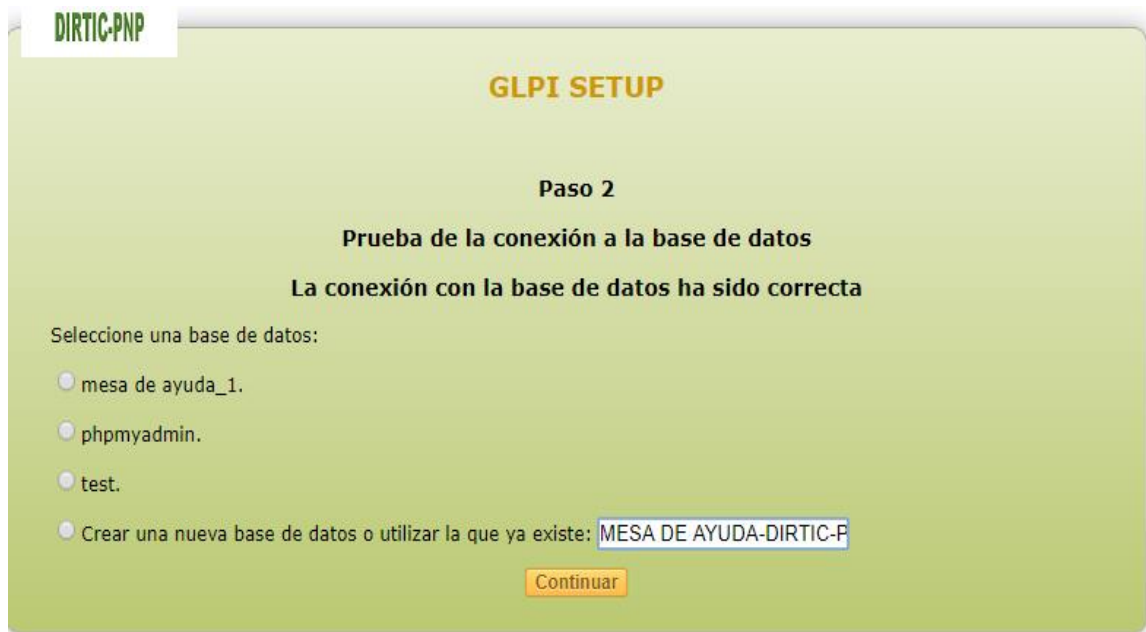 DIRTIC-PNP
GLPI SETUP
Paso 2
Prueba de la conexión a la base de datos
La conexión con la base de datos ha sido correcta
Seleccione una base de datos:
mesa de ayuda_1.
phpmyadmin.
test.
Crear una nueva base de datos o utilizar la que ya existe: MESA DE AYUDA-DIRTIC-P
Continuar